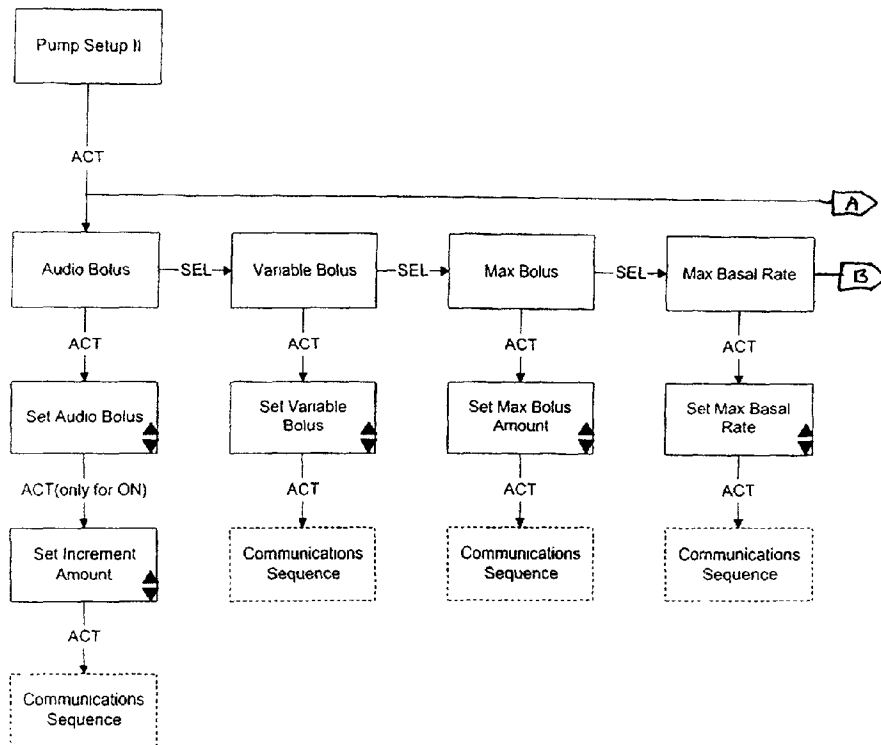 Pump Setup II
ACT
A
Audio Bolus
SEL
Variable Bolus
SEL
Max Bolus
SEL
Max Basal Rate
B
ACT
ACT
ACT
ACT
Set Audio Bolus
Set Variable
Bolus
Set Max Bolus
Amount
Set Max Basal
Rate
ACT(only for ON)
ACT
ACT
ACT
Set Increment
Amount
Communications
Sequence
Communications
Sequence
Communications
Sequence
ACT
Communications
Sequence